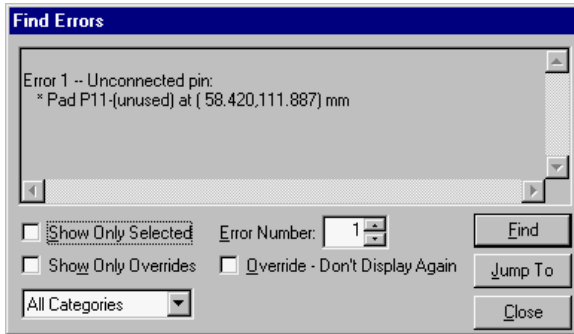 Find Errors
Error 1 -- Unconnected pin:
* Pad P11-(unused) at ( 58.420,111.887) mm
Show Only Selected Error Number: 1 Find
Show Only Overrides Override - Don't Display Again Jump To
All Categories Close